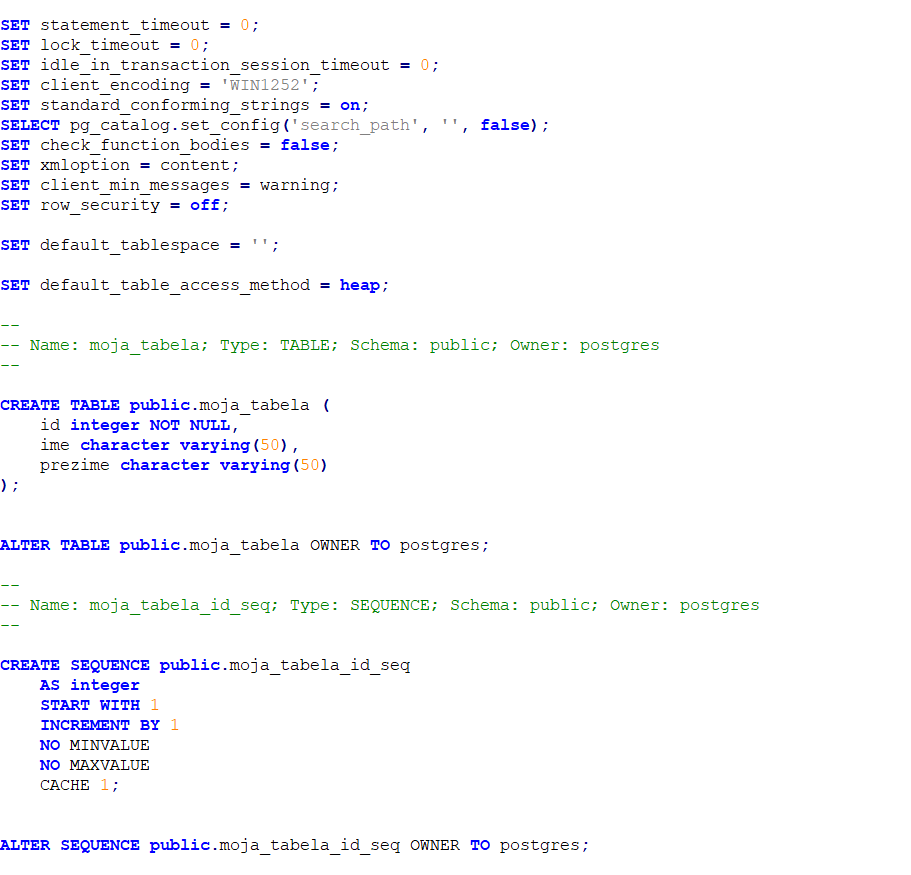 SET statement_timeout = 0;
SET lock_timeout = 0;
SET idle_in_transaction_session_timeout = 0;
SET client_encoding = 'WIN1252';
SET standard_conforming_strings = on;
SELECT pg_catalog.set_config('search_path', '', false);
SET check_function_bodies = false;
SET xmloption = content;
SET client_min_messages = warning;
SET row_security = off;

SET default_tablespace = '';

SET default_table_access_method = heap;

--
-- Name: moja_tabela; Type: TABLE; Schema: public; Owner: postgres
--

CREATE TABLE public.moja_tabela (
    id integer NOT NULL,
    ime character varying(50),
    prezime character varying(50)
);


ALTER TABLE public.moja_tabela OWNER TO postgres;

--
-- Name: moja_tabela_id_seq; Type: SEQUENCE; Schema: public; Owner: postgres
--

CREATE SEQUENCE public.moja_tabela_id_seq
    AS integer
    START WITH 1
    INCREMENT BY 1
    NO MINVALUE
    NO MAXVALUE
    CACHE 1;


ALTER SEQUENCE public.moja_tabela_id_seq OWNER TO postgres;